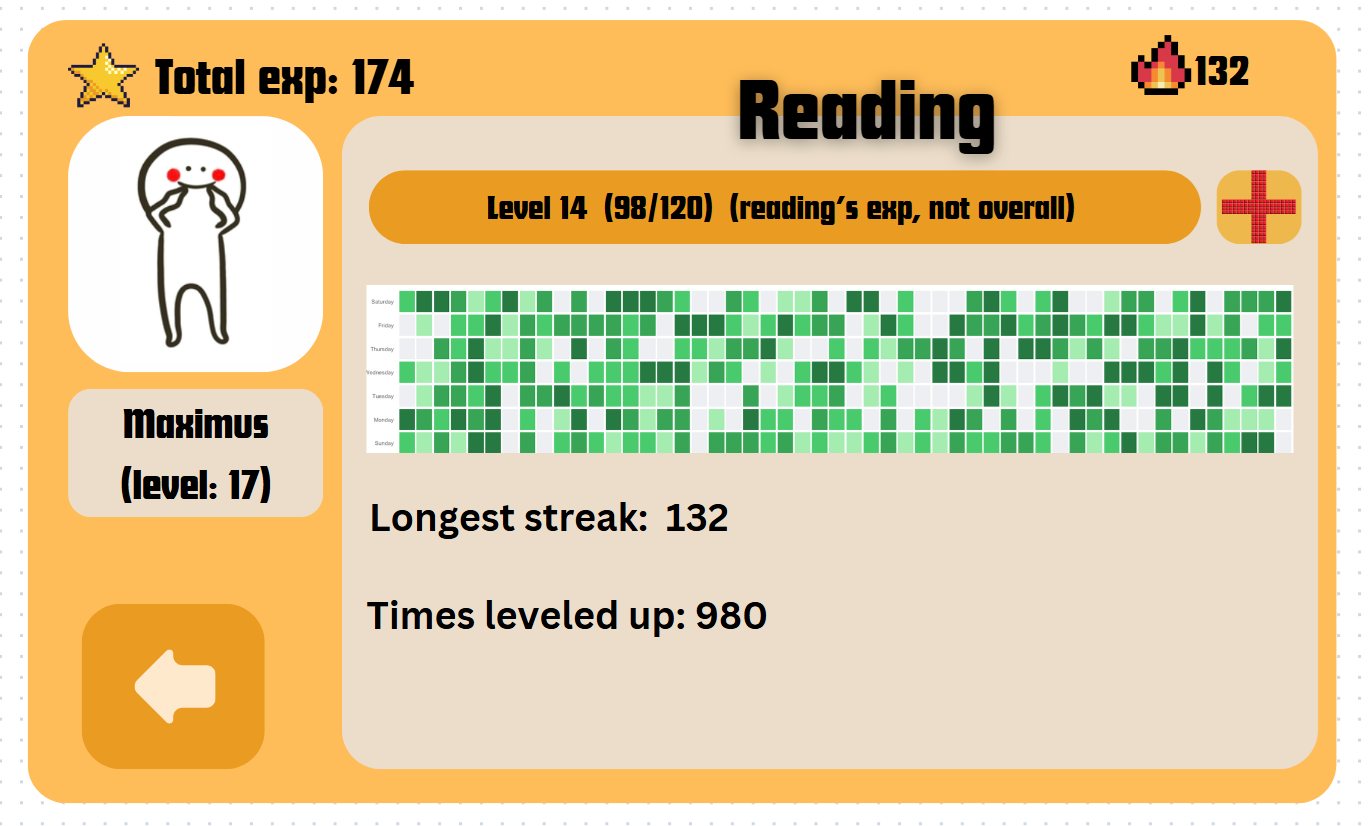 Total exp: 174
132
Reading
Level 14 (98/120) (reading's exp, not overall)
Saturday
Friday
Thursday
Wednesday
Tuesday
Monday
Sunday
Maximus
(level: 17)
Longest streak: 132
Times leveled up: 980